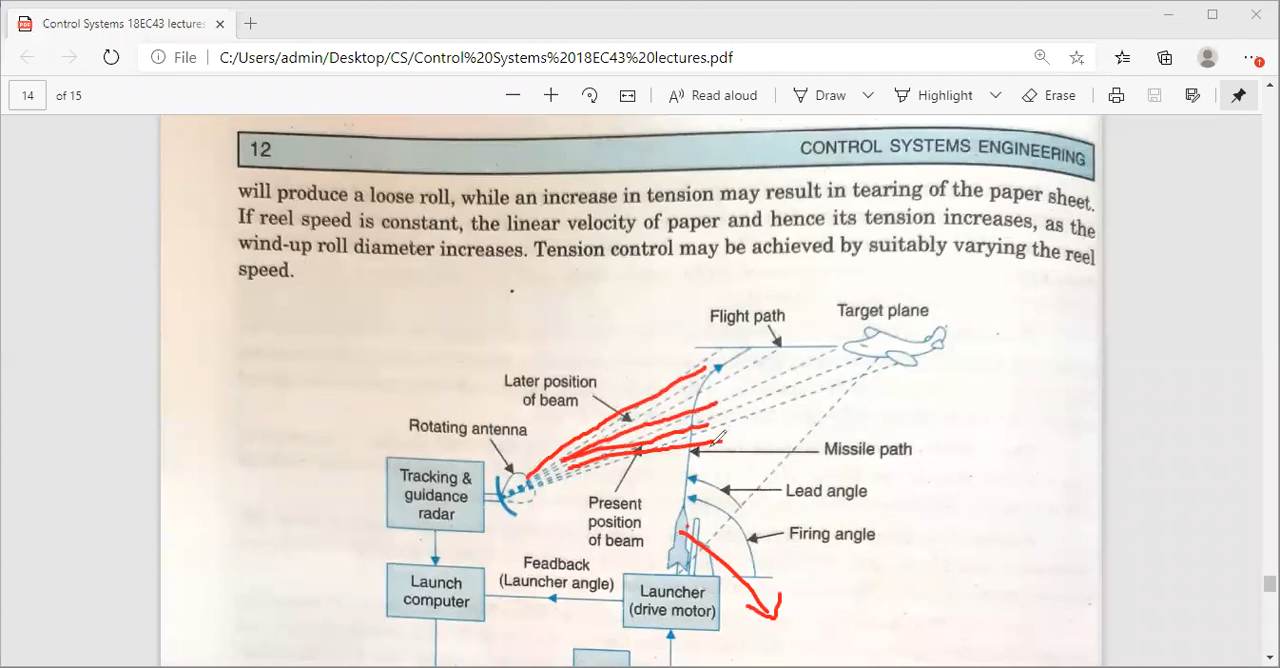 Control Systems 18EC43 lecture
File
C:/Users/admin/Desktop/CS/Control%20Systems%2018EC43%20lectures.pdf
14
of 15
Read aloud
Draw
Highlight
Erase
12
CONTROL SYSTEMS ENGINEERING
will produce a loose roll, while an increase in tension may result in tearing of the paper sheet.
If reel speed is constant, the linear velocity of paper and hence its tension increases, as the
wind-up roll diameter increases. Tension control may be achieved by suitably varying the reel
speed.
Flight path
Target plane
Later position
of beam
Rotating antenna
Missile path
Tracking &
guidance
radar
Lead angle
Present
position
of beam
Firing angle
Feadback
(Launcher angle)
Launch
computer
Launcher
(drive motor)